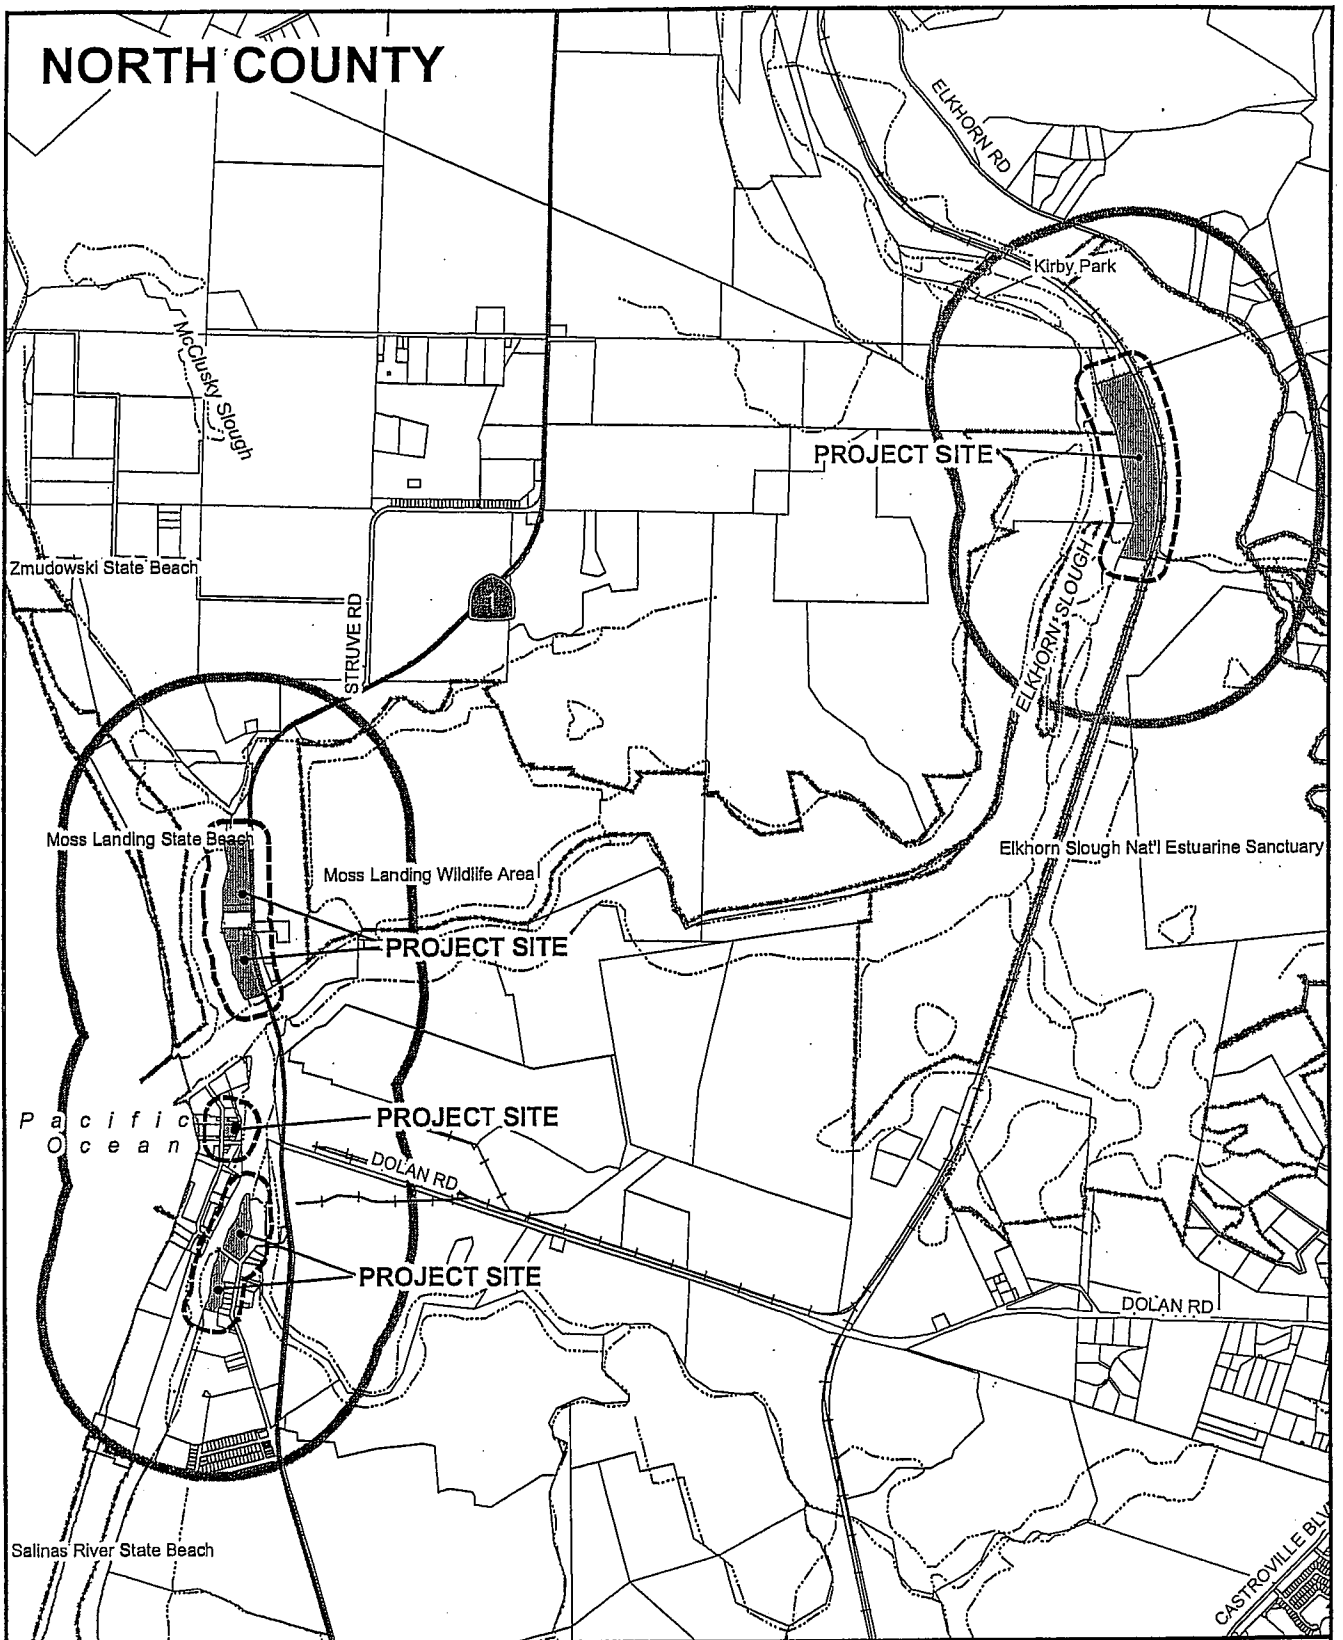 NORTH COUNTY
ELKHORN RD
Kirby Park
McClusky Slough
PROJECT SITE
Zmudowski State Beach
STRUVE RD
1
ELKHORN SLOUGH
Moss Landing State Beach
Moss Landing Wildlife Area
Elkhorn Slough Nat'l Estuarine Sanctuary
PROJECT SITE
Pacific
Ocean
PROJECT SITE
DOLAN RD
PROJECT SITE
DOLAN RD
Salinas River State Beach
CASTROVILLE BLV